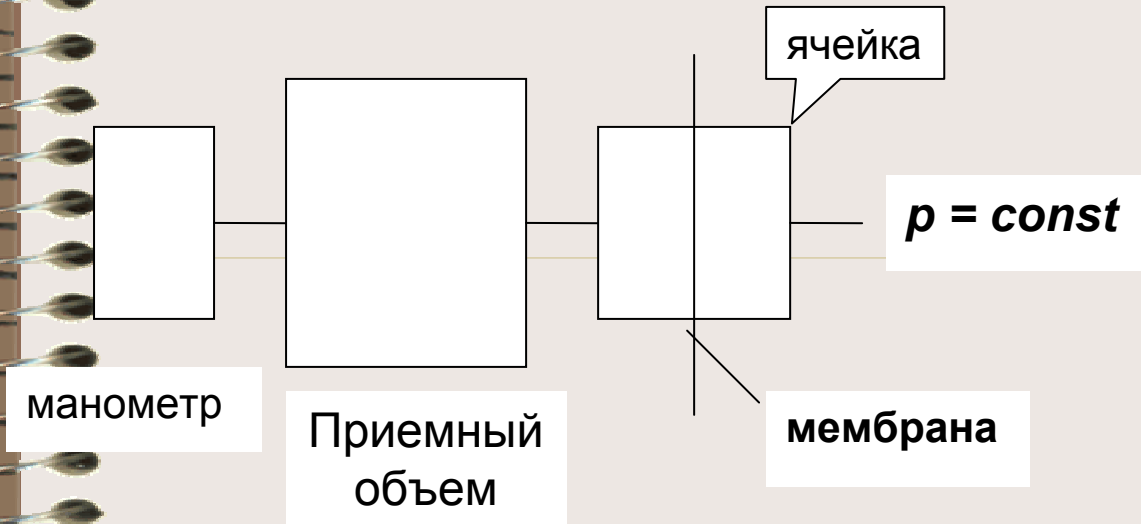 ячейка
p = const
манометр
Приемный
объем
мембрана